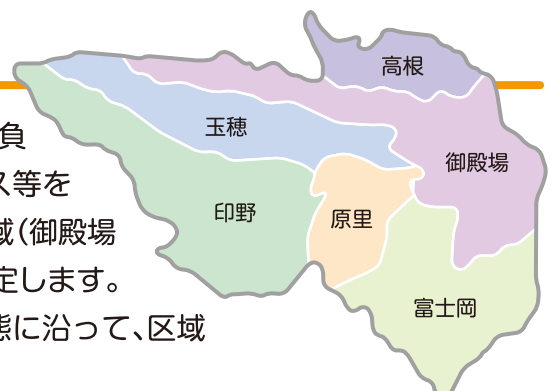 高根
玉穂
御殿場
印野
原里
富士岡
負
ス等を
域(御殿場
定します。
態に沿って、区域